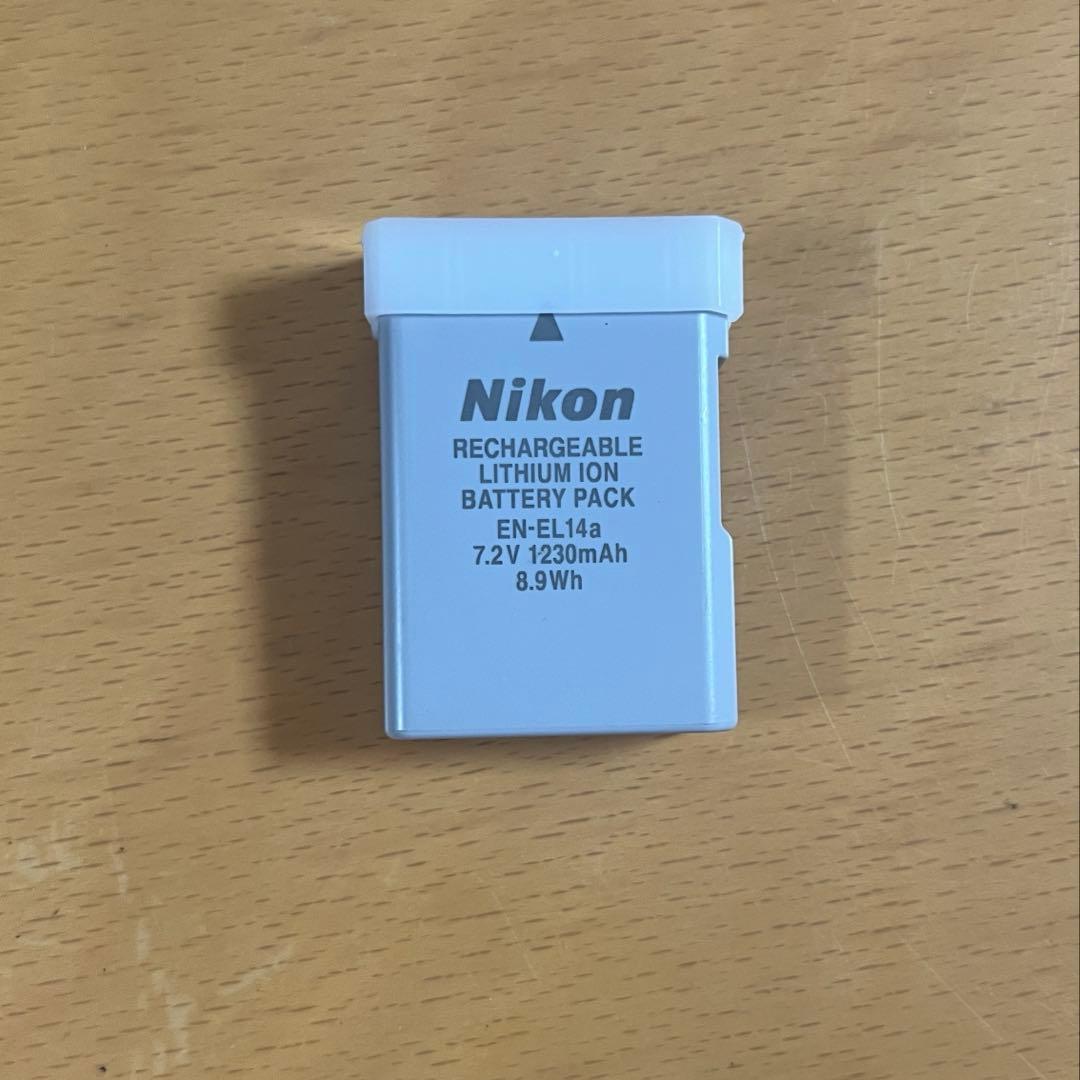 Nikon
RECHARGEABLE
LITHIUM ION
BATTERY PACK
EN-EL14a
7.2V 1230mAh
8.9Wh